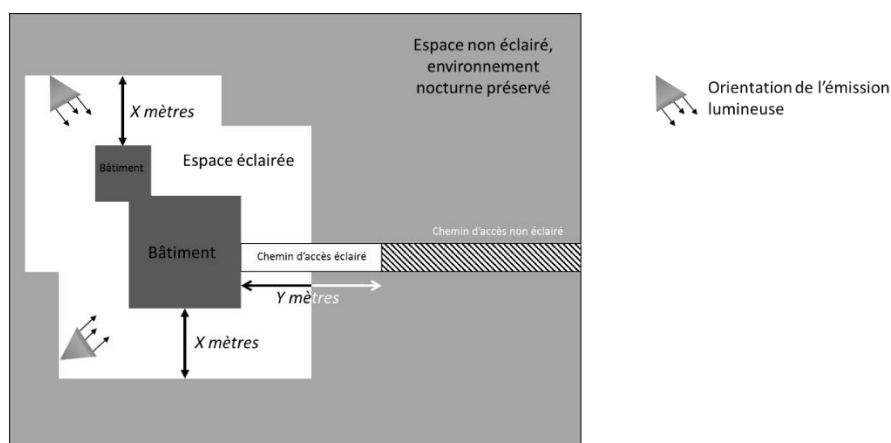 Espace non éclairé,
environnement
nocturne préservé
X mètres
Bâtiment
Espace éclairée
Chemin d'accès non éclairé
Bâtiment
Chemin d'accès éclairé
Y mètres
X mètres
Orientation de l'émission
lumineuse